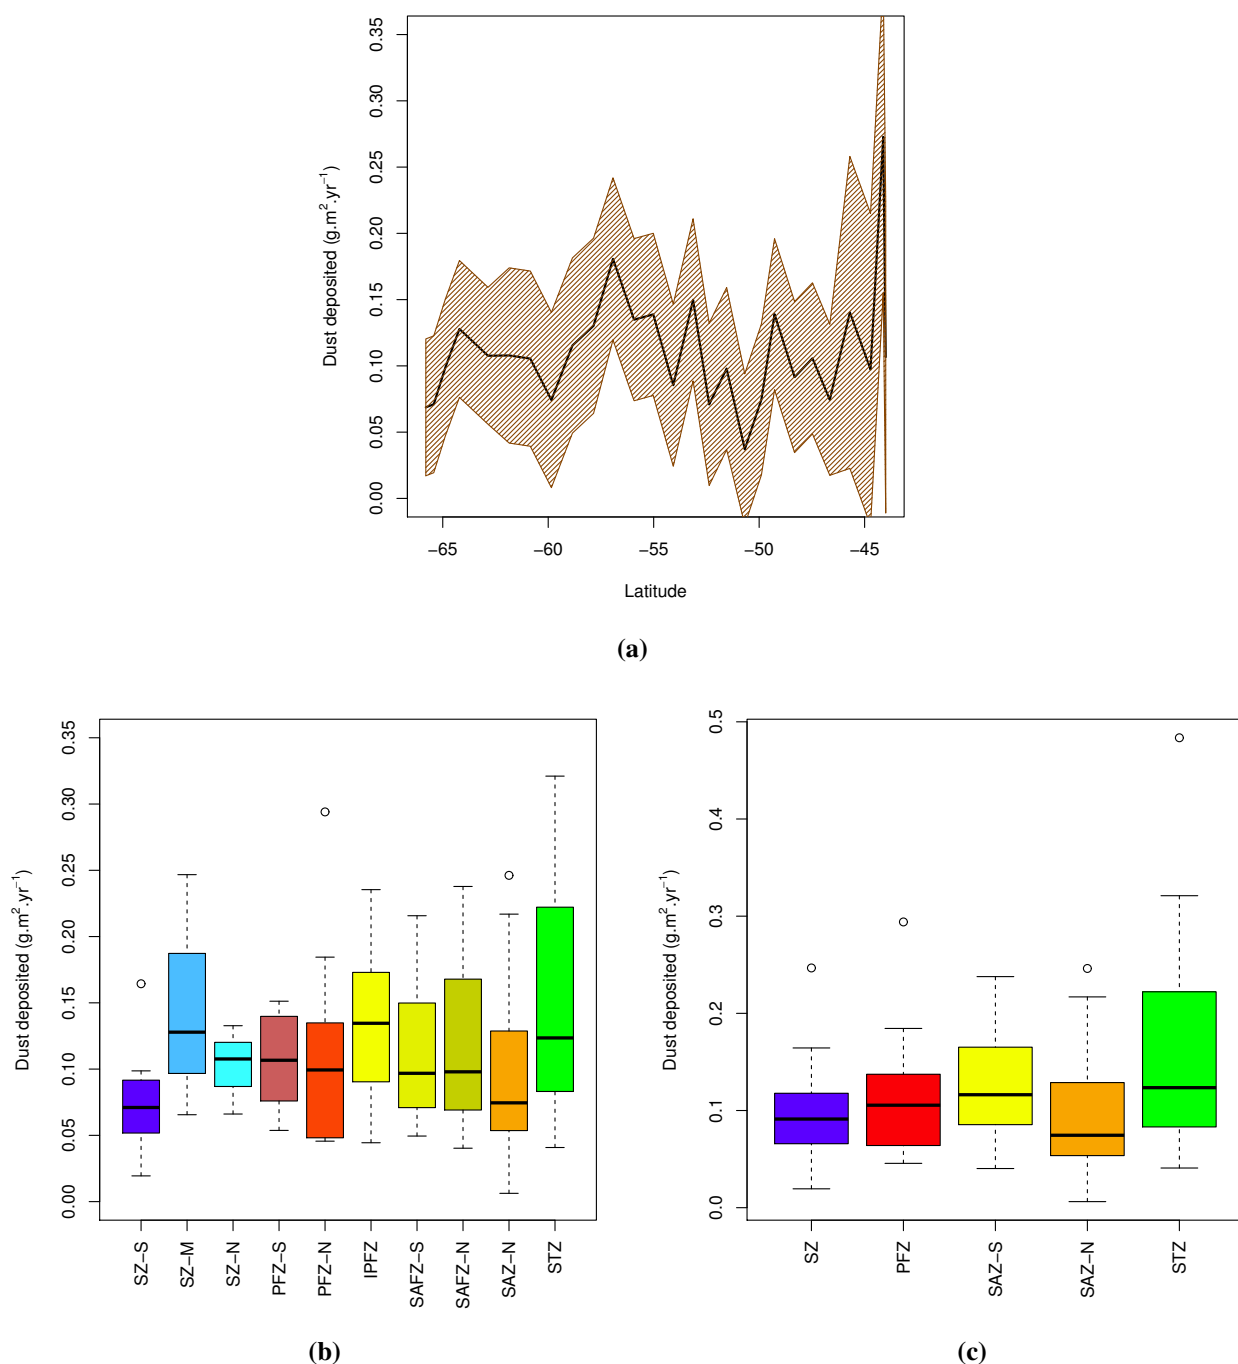 0.35
0.30
0.25
0.20
0.15
0.10
0.05
0.00
Dust deposited (g.m².yr⁻¹)
−65 −60 −55 −50 −45
Latitude
(a)
0.35
0.30
0.25
0.20
0.15
0.10
0.05
0.00
Dust deposited (g.m².yr⁻¹)
SZ−S
SZ−M
SZ−N
PFZ−S
PFZ−N
IPFZ
SAFZ−S
SAFZ−N
SAZ−N
STZ
(b)
0.5
0.4
0.3
0.2
0.1
0.0
Dust deposited (g.m².yr⁻¹)
SZ
PFZ
SAZ−S
SAZ−N
STZ
(c)